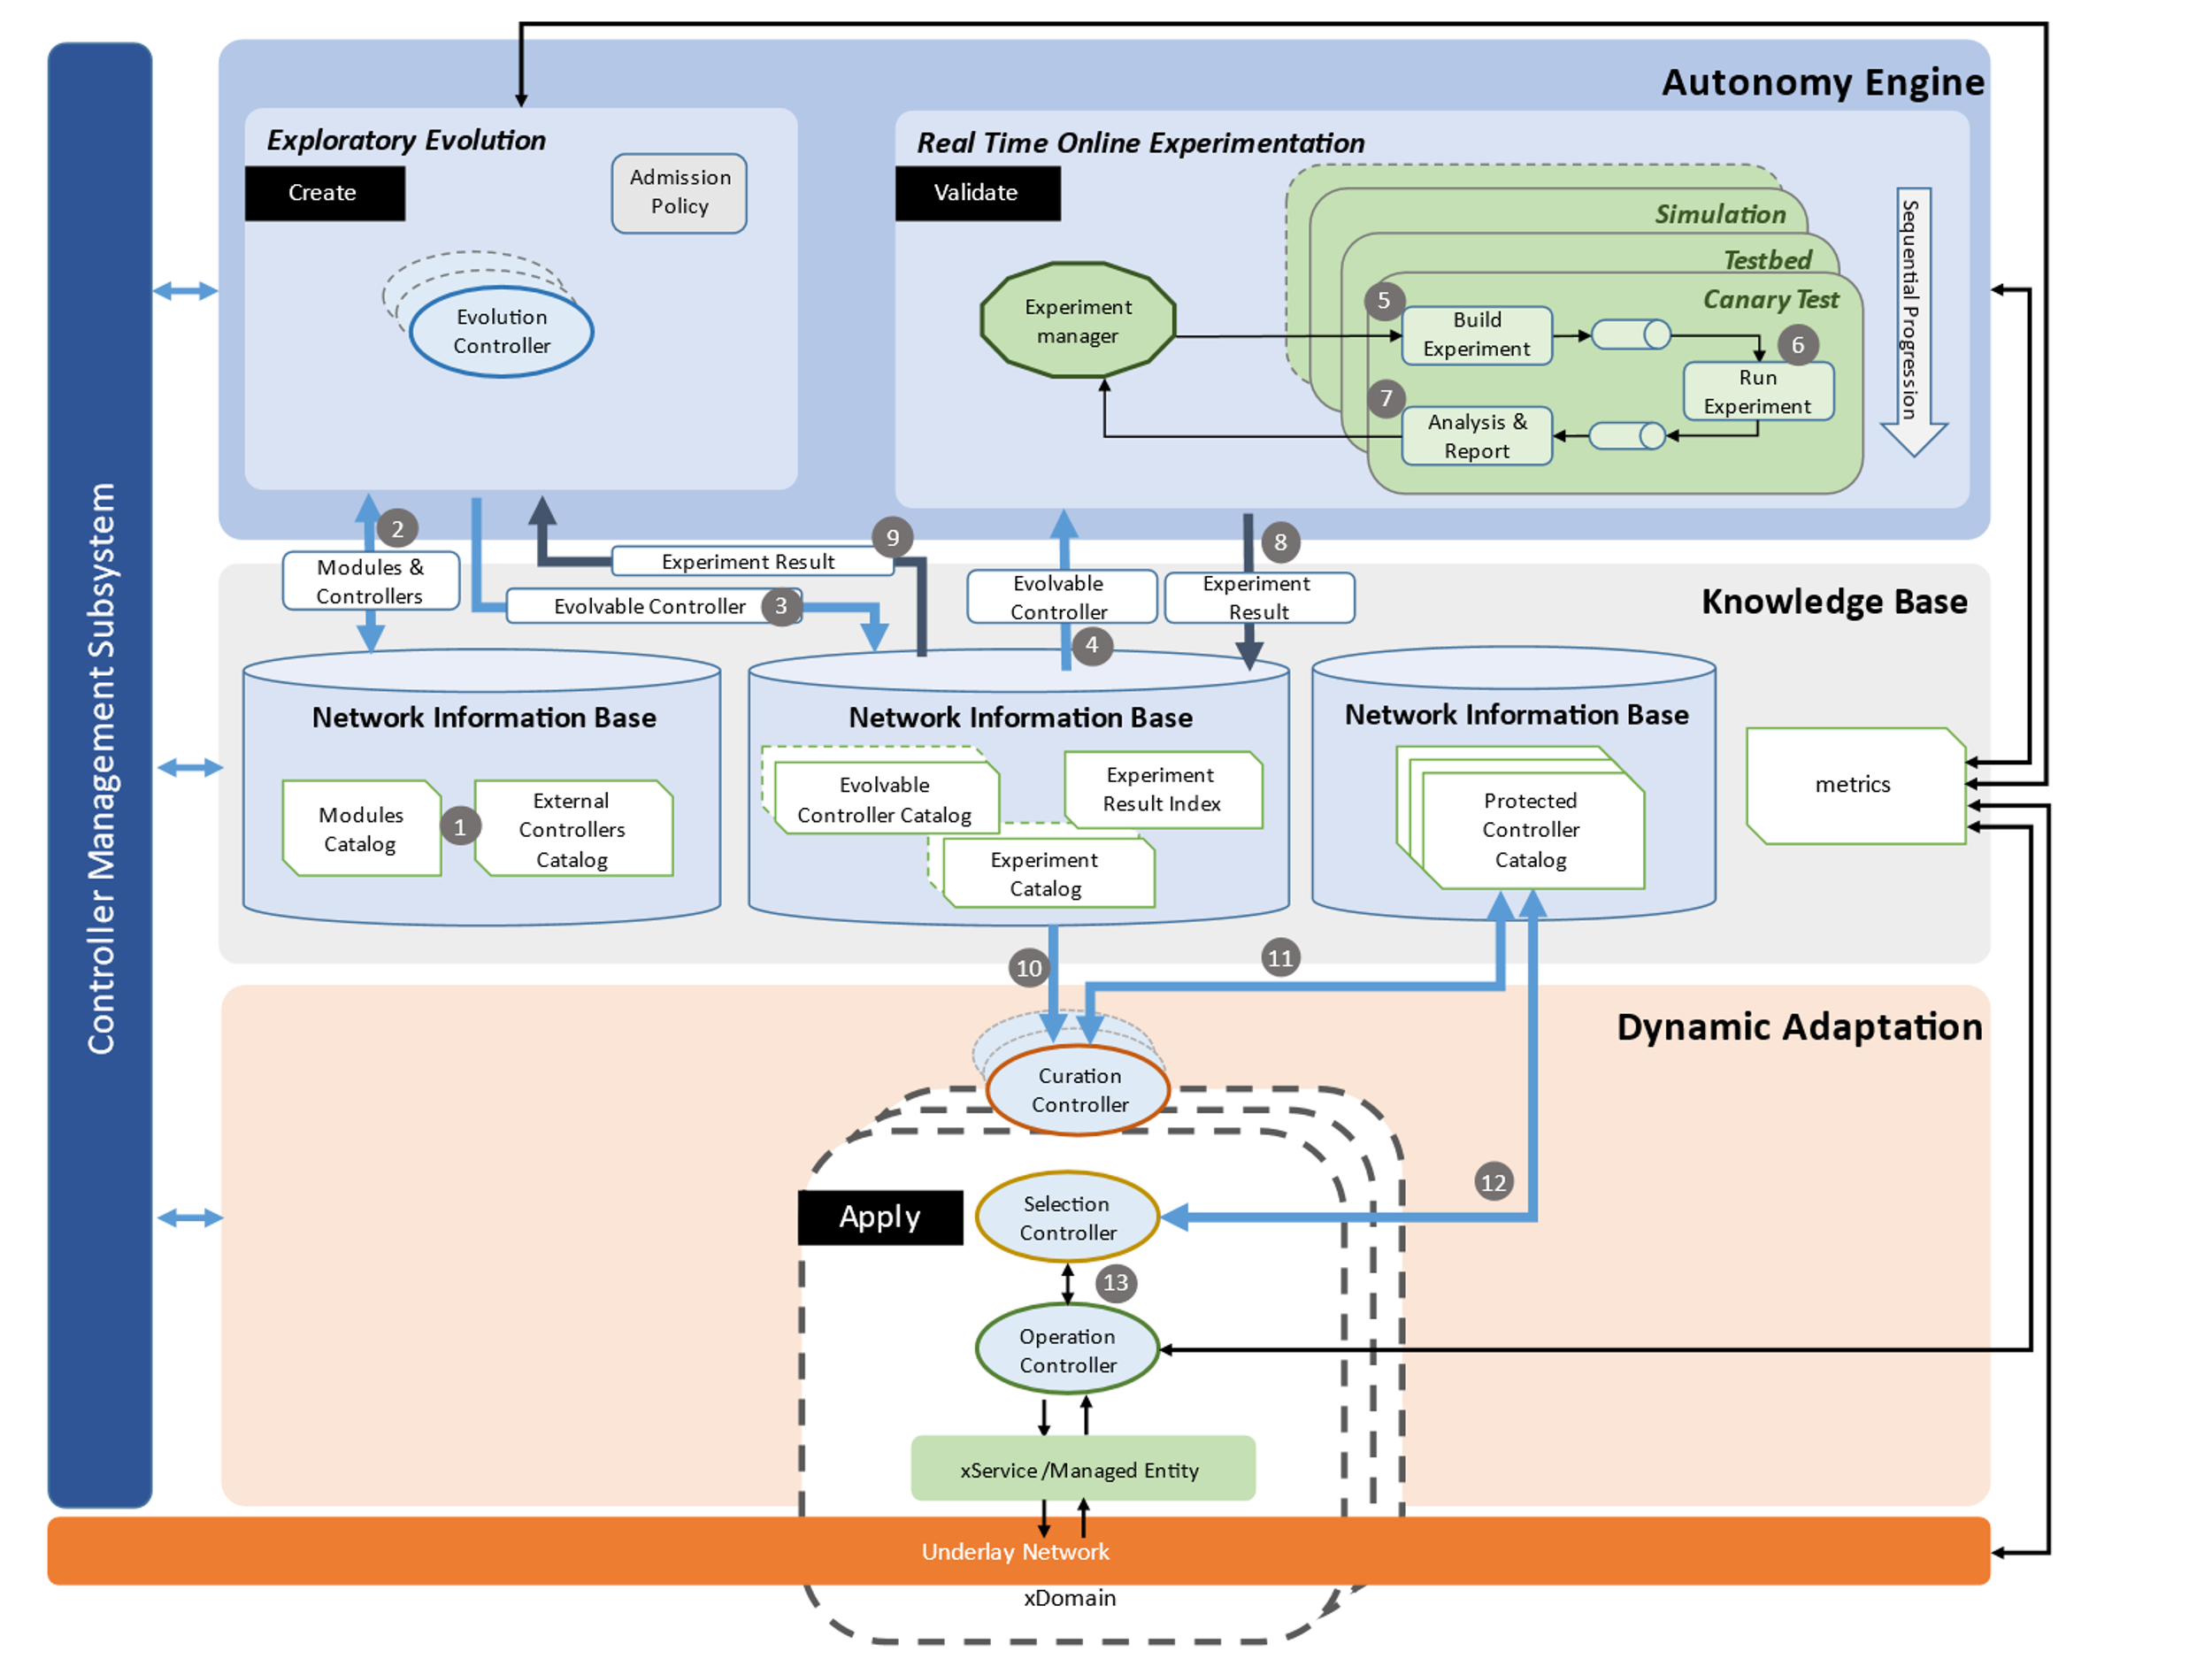 Controller Management Subsystem
Autonomy Engine
Exploratory Evolution
Create
Admission
Policy
Evolution
Controller
Real Time Online Experimentation
Validate
Experiment
manager
Simulation
Testbed
Canary Test
5
Build
Experiment
6
Run
Experiment
7
Analysis &
Report
Sequential Progression
2
Modules &
Controllers
9
Experiment Result
Evolvable Controller
3
Evolvable
Controller
4
8
Experiment
Result
Knowledge Base
Network Information Base
Modules
Catalog
1
External
Controllers
Catalog
Network Information Base
Evolvable
Controller Catalog
Experiment
Result Index
Experiment
Catalog
Network Information Base
Protected
Controller
Catalog
metrics
10
11
Dynamic Adaptation
Curation
Controller
12
Apply
Selection
Controller
13
Operation
Controller
xService/Managed Entity
Underlay Network
xDomain